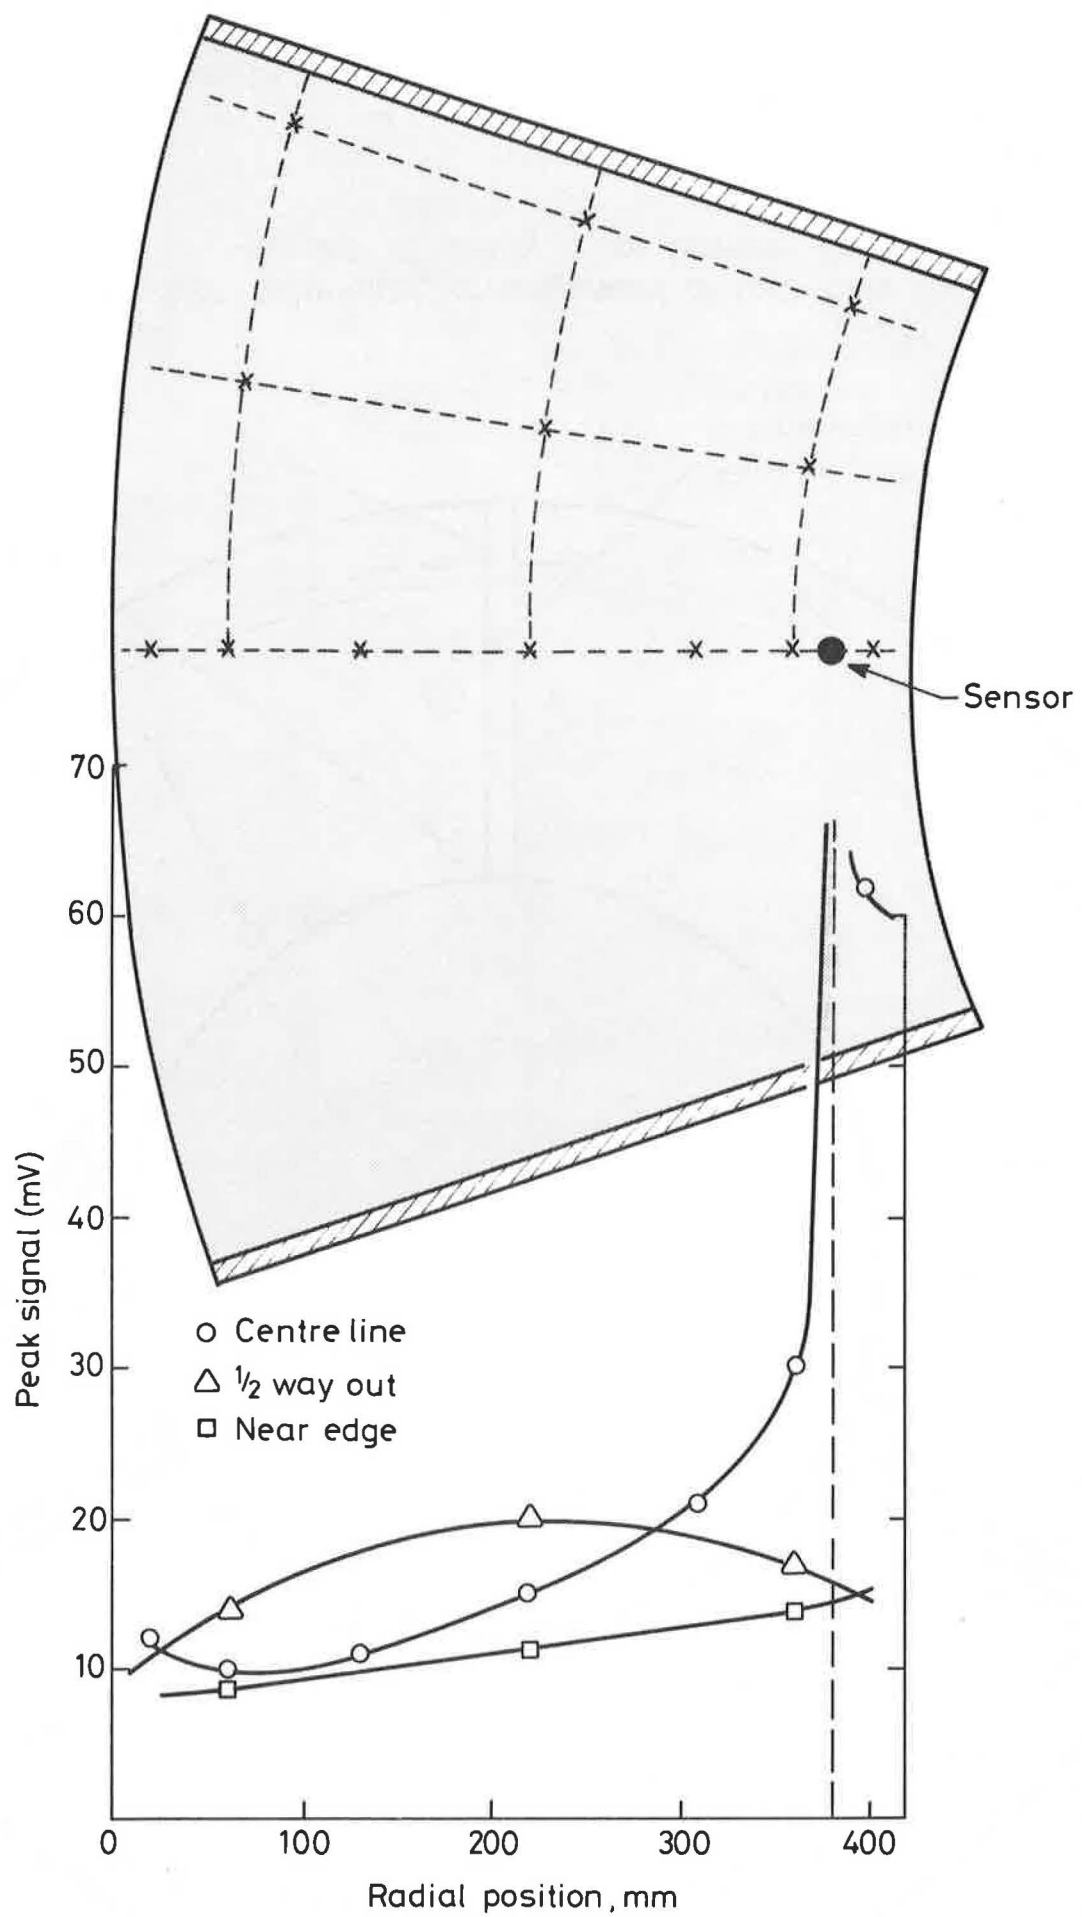 Sensor
70
60
50
40
30
20
10
Peak signal (mV)
Centre line
1/2 way out
Near edge
0 100 200 300 400
Radial position, mm